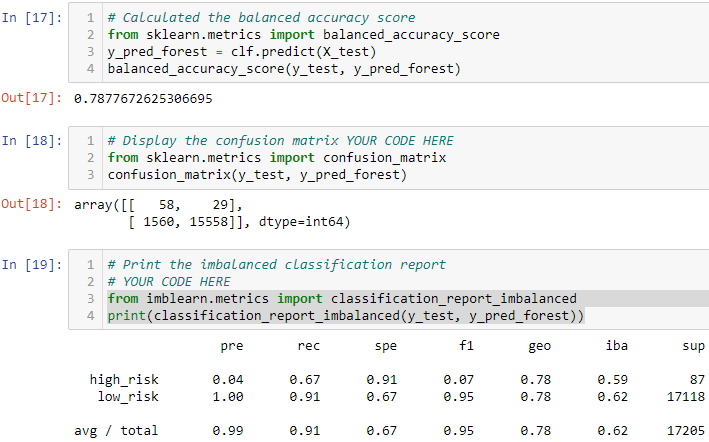 In [17]: 1 # Calculated the balanced accuracy score
2 from sklearn.metrics import balanced_accuracy_score
3 y_pred_forest = clf.predict(X_test)
4 balanced_accuracy_score(y_test, y_pred_forest)
Out[17]: 0.7877672625306695
In [18]: 1 # Display the confusion matrix YOUR CODE HERE
2 from sklearn.metrics import confusion_matrix
3 confusion_matrix(y_test, y_pred_forest)
Out[18]: array([[   58,    29],
       [ 1560, 15558]], dtype=int64)
In [19]: 1 # Print the imbalanced classification report
2 # YOUR CODE HERE
3 from imblearn.metrics import classification_report_imbalanced
4 print(classification_report_imbalanced(y_test, y_pred_forest))
pre rec spe f1 geo iba sup
high_risk 0.04 0.67 0.91 0.07 0.78 0.59 87
low_risk 1.00 0.91 0.67 0.95 0.78 0.62 17118
avg / total 0.99 0.91 0.67 0.95 0.78 0.62 17205